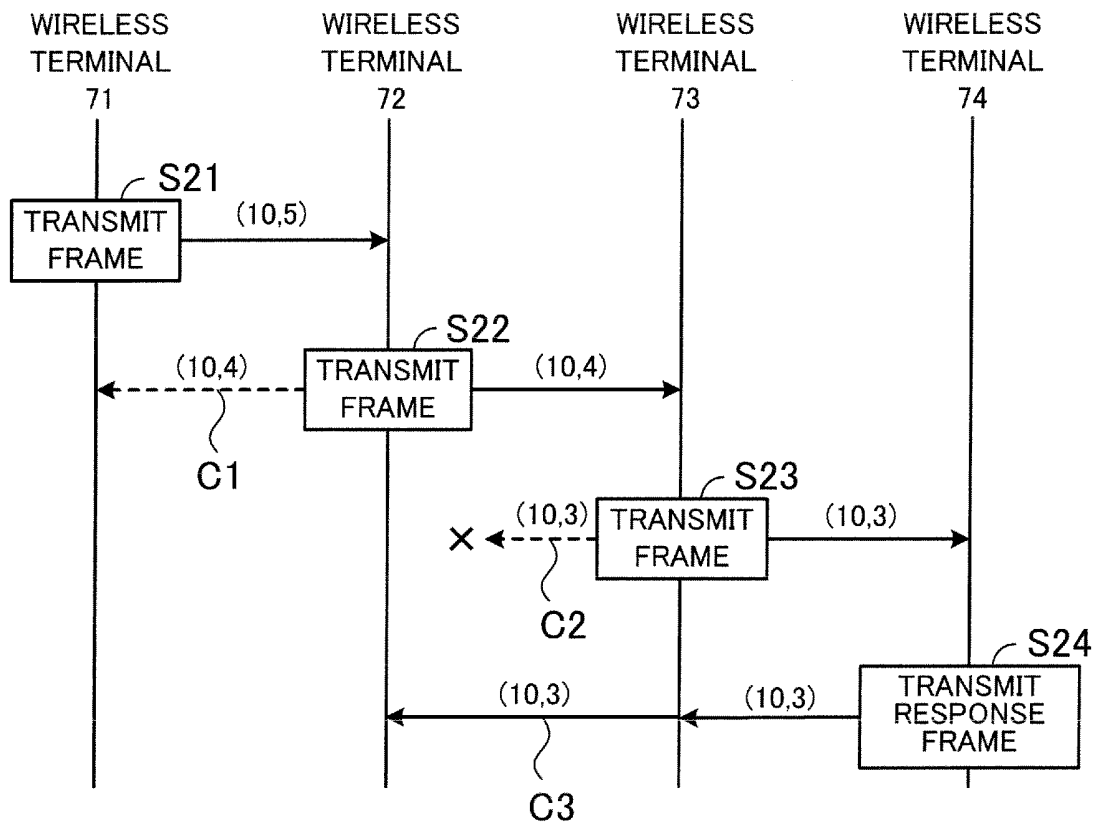 WIRELESS TERMINAL 71
WIRELESS TERMINAL 72
WIRELESS TERMINAL 73
WIRELESS TERMINAL 74
S21
TRANSMIT FRAME
(10,5)
S22
(10,4)
TRANSMIT FRAME
(10,4)
C1
S23
(10,3)
TRANSMIT FRAME
(10,3)
C2
S24
(10,3)
(10,3)
TRANSMIT RESPONSE FRAME
C3